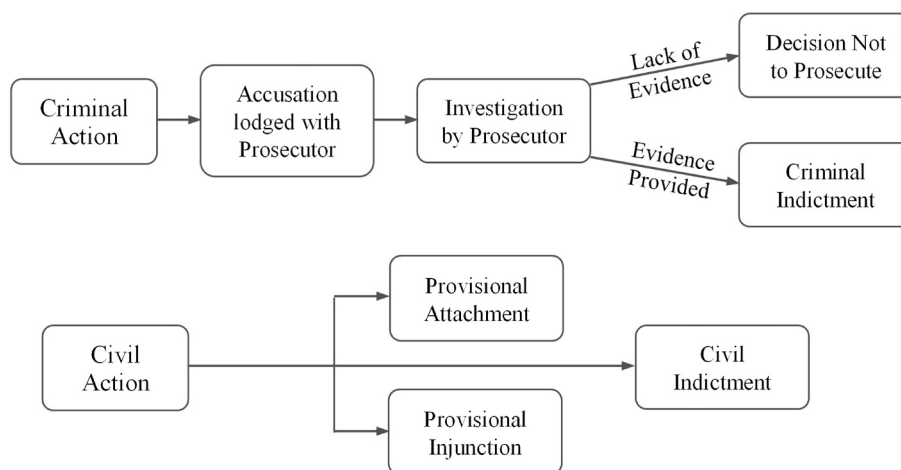 Criminal
Action
Accusation
lodged with
Prosecutor
Investigation
by Prosecutor
Lack of
Evidence
Decision Not
to Prosecute
Evidence
Provided
Criminal
Indictment
Civil
Action
Provisional
Attachment
Civil
Indictment
Provisional
Injunction